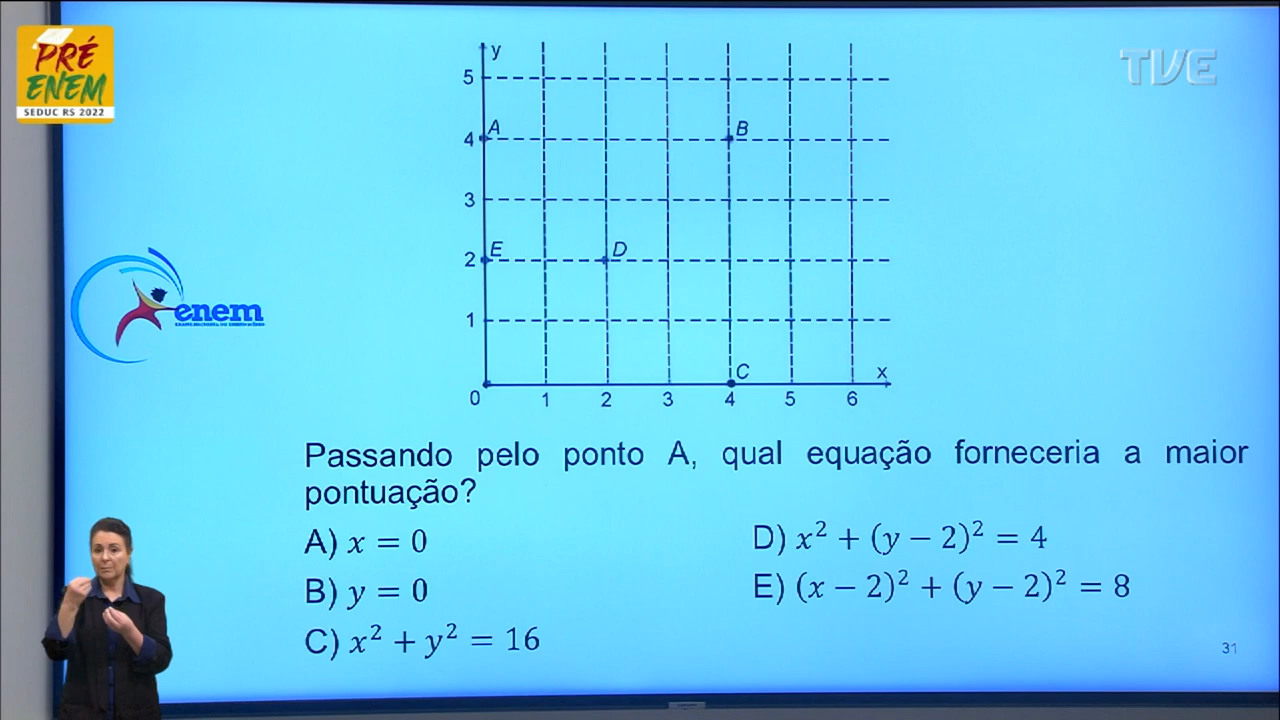 PRÉ
ENEM
SEDUC RS 2022
TVE
y
5
A
B
4
3
E
D
2
enem
1
C
x
0 1 2 3 4 5 6
Passando pelo ponto A, qual equação forneceria a maior
pontuação?
A) x = 0
D) x² + (y − 2)² = 4
B) y = 0
E) (x − 2)² + (y − 2)² = 8
C) x² + y² = 16
31